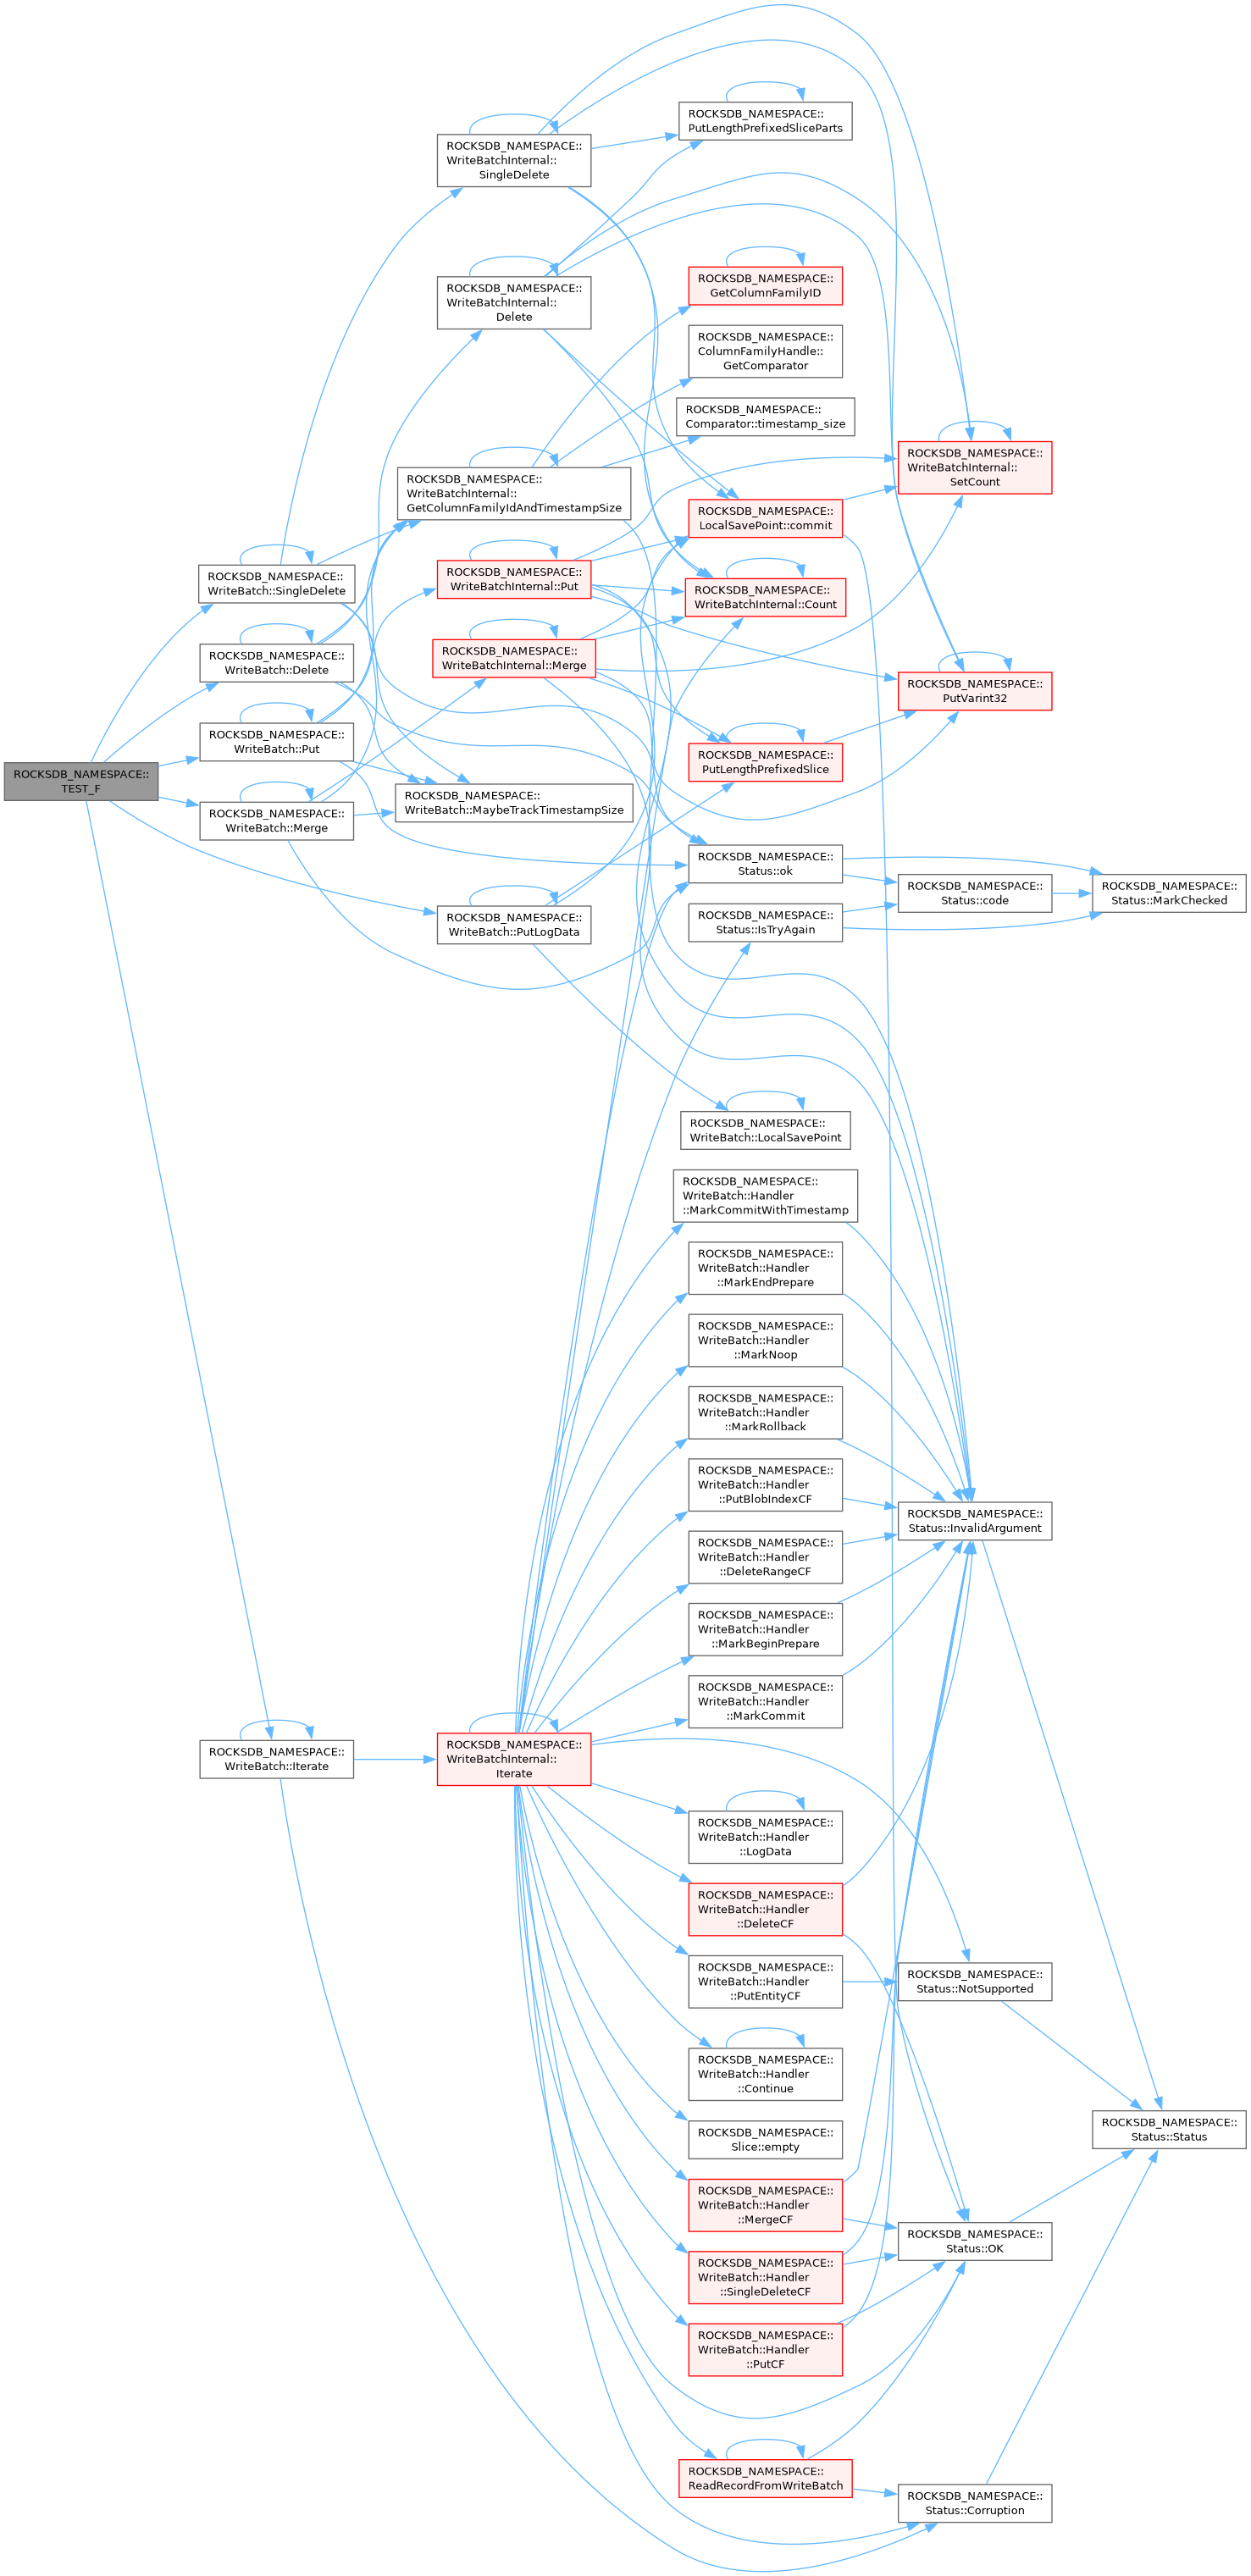 ROCKSDB_NAMESPACE::
TEST_F
ROCKSDB_NAMESPACE::
WriteBatch::SingleDelete
ROCKSDB_NAMESPACE::
WriteBatch::Delete
ROCKSDB_NAMESPACE::
WriteBatch::Put
ROCKSDB_NAMESPACE::
WriteBatch::Merge
ROCKSDB_NAMESPACE::
WriteBatch::Iterate
ROCKSDB_NAMESPACE::
WriteBatchInternal::
SingleDelete
ROCKSDB_NAMESPACE::
WriteBatchInternal::
Delete
ROCKSDB_NAMESPACE::
WriteBatchInternal::
GetColumnFamilyIdAndTimestampSize
ROCKSDB_NAMESPACE::
WriteBatchInternal::Put
ROCKSDB_NAMESPACE::
WriteBatchInternal::Merge
ROCKSDB_NAMESPACE::
WriteBatch::MaybeTrackTimestampSize
ROCKSDB_NAMESPACE::
WriteBatch::PutLogData
ROCKSDB_NAMESPACE::
WriteBatchInternal::
Iterate
ROCKSDB_NAMESPACE::
PutLengthPrefixedSliceParts
ROCKSDB_NAMESPACE::
GetColumnFamilyID
ROCKSDB_NAMESPACE::
ColumnFamilyHandle::
GetComparator
ROCKSDB_NAMESPACE::
Comparator::timestamp_size
ROCKSDB_NAMESPACE::
LocalSavePoint::commit
ROCKSDB_NAMESPACE::
WriteBatchInternal::Count
ROCKSDB_NAMESPACE::
PutLengthPrefixedSlice
ROCKSDB_NAMESPACE::
Status::ok
ROCKSDB_NAMESPACE::
Status::IsTryAgain
ROCKSDB_NAMESPACE::
WriteBatch::LocalSavePoint
ROCKSDB_NAMESPACE::
WriteBatch::Handler
::MarkCommitWithTimestamp
ROCKSDB_NAMESPACE::
WriteBatch::Handler
::MarkEndPrepare
ROCKSDB_NAMESPACE::
WriteBatch::Handler
::MarkNoop
ROCKSDB_NAMESPACE::
WriteBatch::Handler
::MarkRollback
ROCKSDB_NAMESPACE::
WriteBatch::Handler
::PutBlobIndexCF
ROCKSDB_NAMESPACE::
WriteBatch::Handler
::DeleteRangeCF
ROCKSDB_NAMESPACE::
WriteBatch::Handler
::MarkBeginPrepare
ROCKSDB_NAMESPACE::
WriteBatch::Handler
::MarkCommit
ROCKSDB_NAMESPACE::
WriteBatch::Handler
::LogData
ROCKSDB_NAMESPACE::
WriteBatch::Handler
::DeleteCF
ROCKSDB_NAMESPACE::
WriteBatch::Handler
::PutEntityCF
ROCKSDB_NAMESPACE::
WriteBatch::Handler
::Continue
ROCKSDB_NAMESPACE::
Slice::empty
ROCKSDB_NAMESPACE::
WriteBatch::Handler
::MergeCF
ROCKSDB_NAMESPACE::
WriteBatch::Handler
::SingleDeleteCF
ROCKSDB_NAMESPACE::
WriteBatch::Handler
::PutCF
ROCKSDB_NAMESPACE::
ReadRecordFromWriteBatch
ROCKSDB_NAMESPACE::
WriteBatchInternal::
SetCount
ROCKSDB_NAMESPACE::
PutVarint32
ROCKSDB_NAMESPACE::
Status::code
ROCKSDB_NAMESPACE::
Status::InvalidArgument
ROCKSDB_NAMESPACE::
Status::NotSupported
ROCKSDB_NAMESPACE::
Status::OK
ROCKSDB_NAMESPACE::
Status::Corruption
ROCKSDB_NAMESPACE::
Status::MarkChecked
ROCKSDB_NAMESPACE::
Status::Status